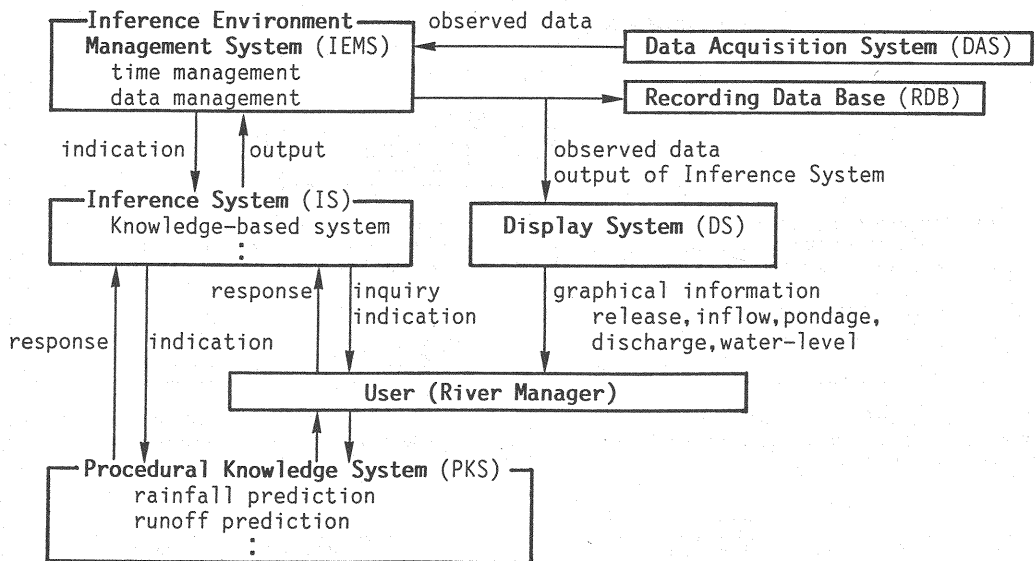 Inference Environment
Management System (IEMS)
time management
data management
observed data
Data Acquisition System (DAS)
Recording Data Base (RDB)
indication
output
observed data
output of Inference System
Inference System (IS)
Knowledge-based system
:
Display System (DS)
response
inquiry
indication
graphical information
release,inflow,pondage,
discharge,water-level
response
indication
User (River Manager)
Procedural Knowledge System (PKS)
rainfall prediction
runoff prediction
: